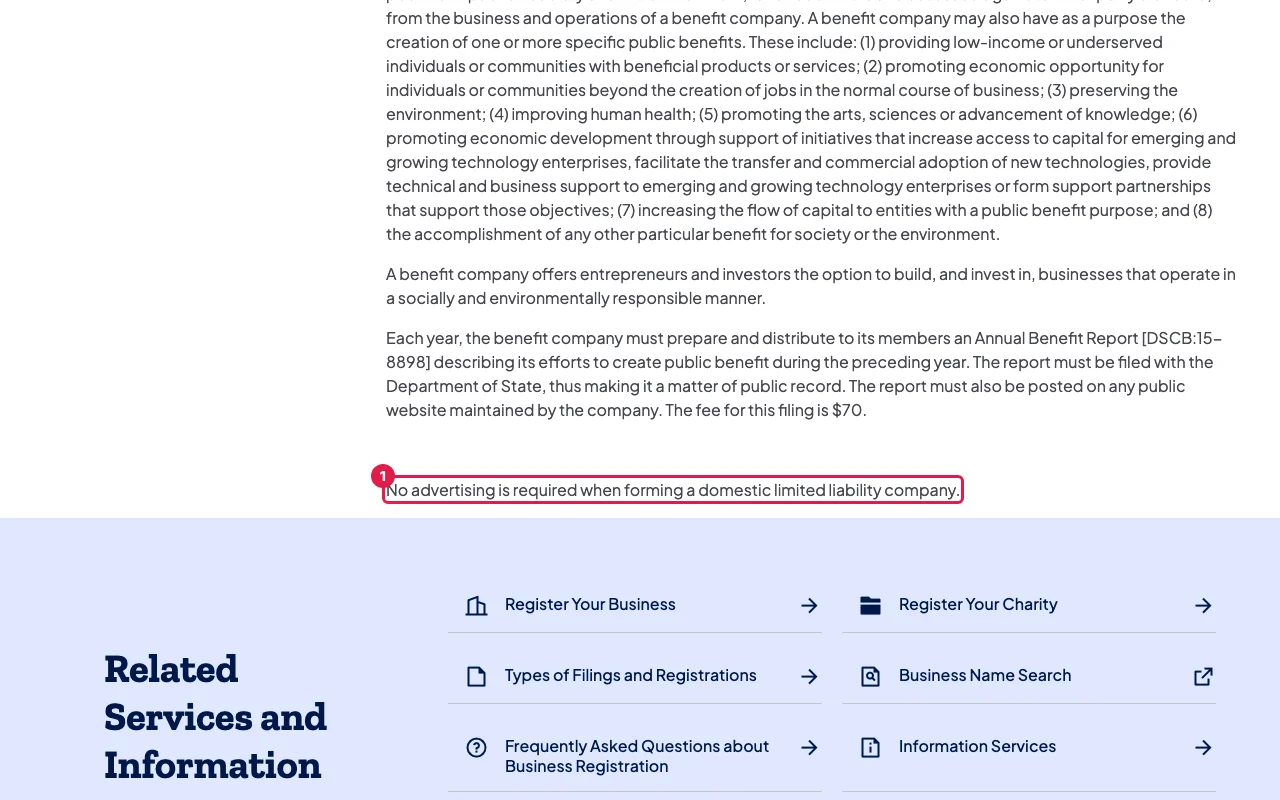 from the business and operations of a benefit company. A benefit company may also have as a purpose the
creation of one or more specific public benefits. These include: (1) providing low-income or underserved
individuals or communities with beneficial products or services; (2) promoting economic opportunity for
individuals or communities beyond the creation of jobs in the normal course of business; (3) preserving the
environment; (4) improving human health; (5) promoting the arts, sciences or advancement of knowledge; (6)
promoting economic development through support of initiatives that increase access to capital for emerging and
growing technology enterprises, facilitate the transfer and commercial adoption of new technologies, provide
technical and business support to emerging and growing technology enterprises or form support partnerships
that support those objectives; (7) increasing the flow of capital to entities with a public benefit purpose; and (8)
the accomplishment of any other particular benefit for society or the environment.
A benefit company offers entrepreneurs and investors the option to build, and invest in, businesses that operate in
a socially and environmentally responsible manner.
Each year, the benefit company must prepare and distribute to its members an Annual Benefit Report [DSCB:15-
8898] describing its efforts to create public benefit during the preceding year. The report must be filed with the
Department of State, thus making it a matter of public record. The report must also be posted on any public
website maintained by the company. The fee for this filing is $70.
1
No advertising is required when forming a domestic limited liability company.
Related
Services and
Information
Register Your Business
Register Your Charity
Types of Filings and Registrations
Business Name Search
Frequently Asked Questions about
Business Registration
Information Services